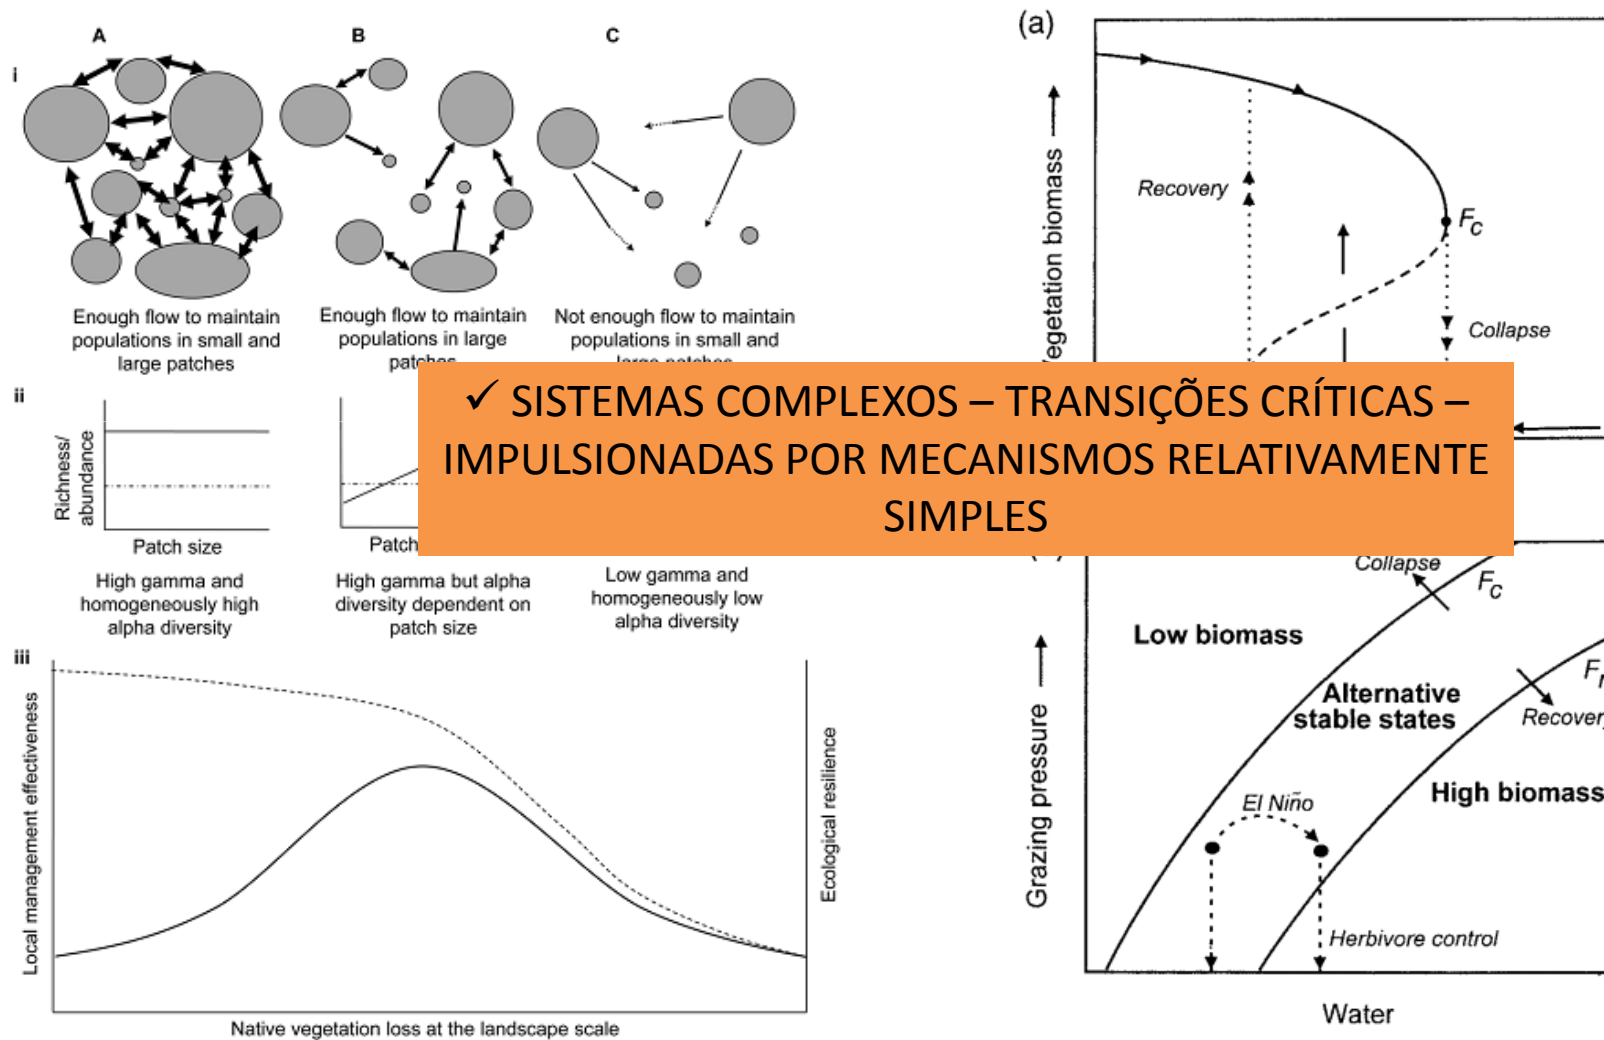 A
B
C
i
Enough flow to maintain
populations in small and
large patches
Enough flow to maintain
populations in large
patches
Not enough flow to maintain
populations in small and
large patches
ii
Richness/
abundance
Patch size
High gamma and
homogeneously high
alpha diversity
Patch
High gamma but alpha
diversity dependent on
patch size
Low gamma and
homogeneously low
alpha diversity
iii
Local management effectiveness
Ecological resilience
Native vegetation loss at the landscape scale
✓ SISTEMAS COMPLEXOS – TRANSIÇÕES CRÍTICAS –
IMPULSIONADAS POR MECANISMOS RELATIVAMENTE
SIMPLES
(a)
Vegetation biomass
Recovery
FC
Collapse
Collapse
FC
Low biomass
Alternative
stable states
Recovery
High biomass
El Niño
Herbivore control
Grazing pressure
Water